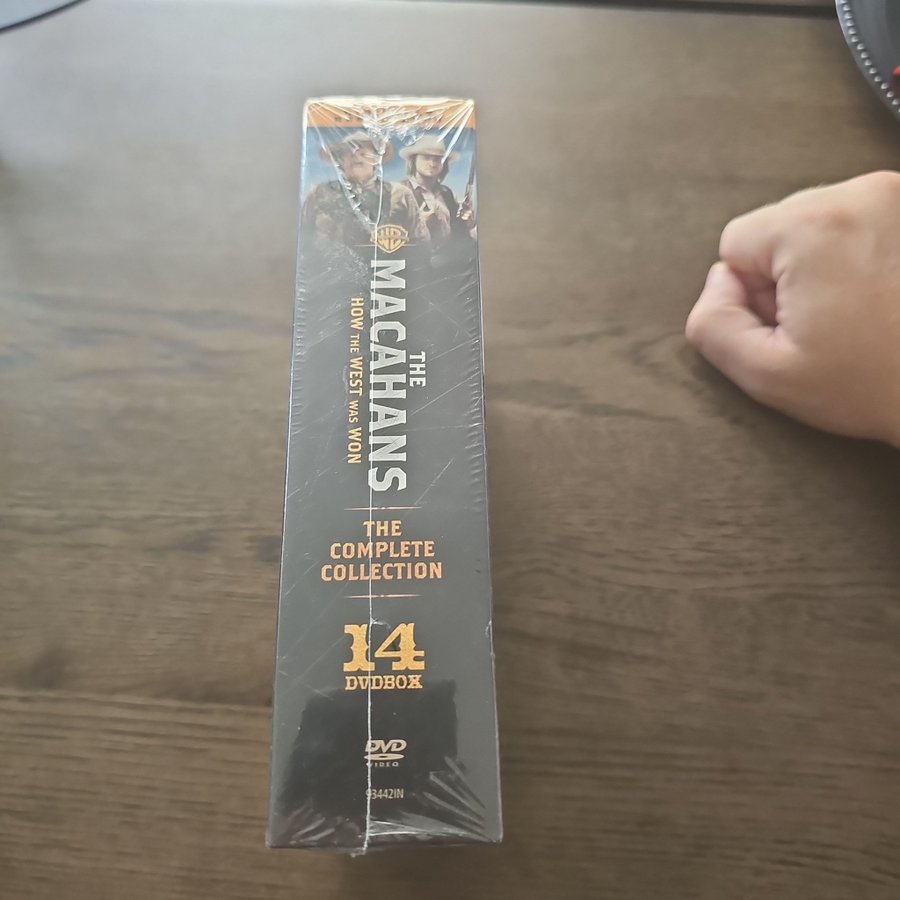 WB
THE
MACAHANS
HOW THE WEST WAS WON
THE
COMPLETE
COLLECTION
14
DVDBOX
DVD
VIDEO
93442IN